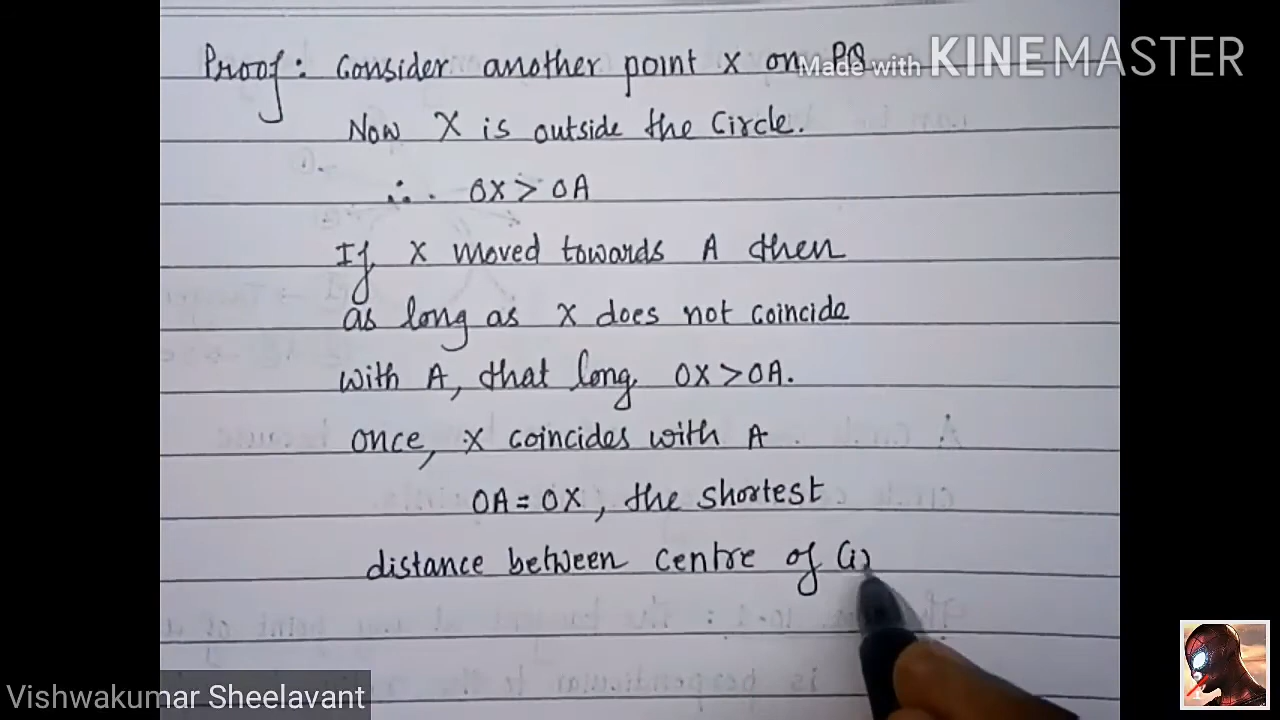 Proof: Consider another point X on PQ
Made with KINEMASTER
Now X is outside the Circle.
∴ OX > OA
If X moved towards A then
as long as X does not coincide
with A, that long OX > OA.
once, X coincides with A
OA = OX, the shortest
distance between centre of
Vishwakumar Sheelavant